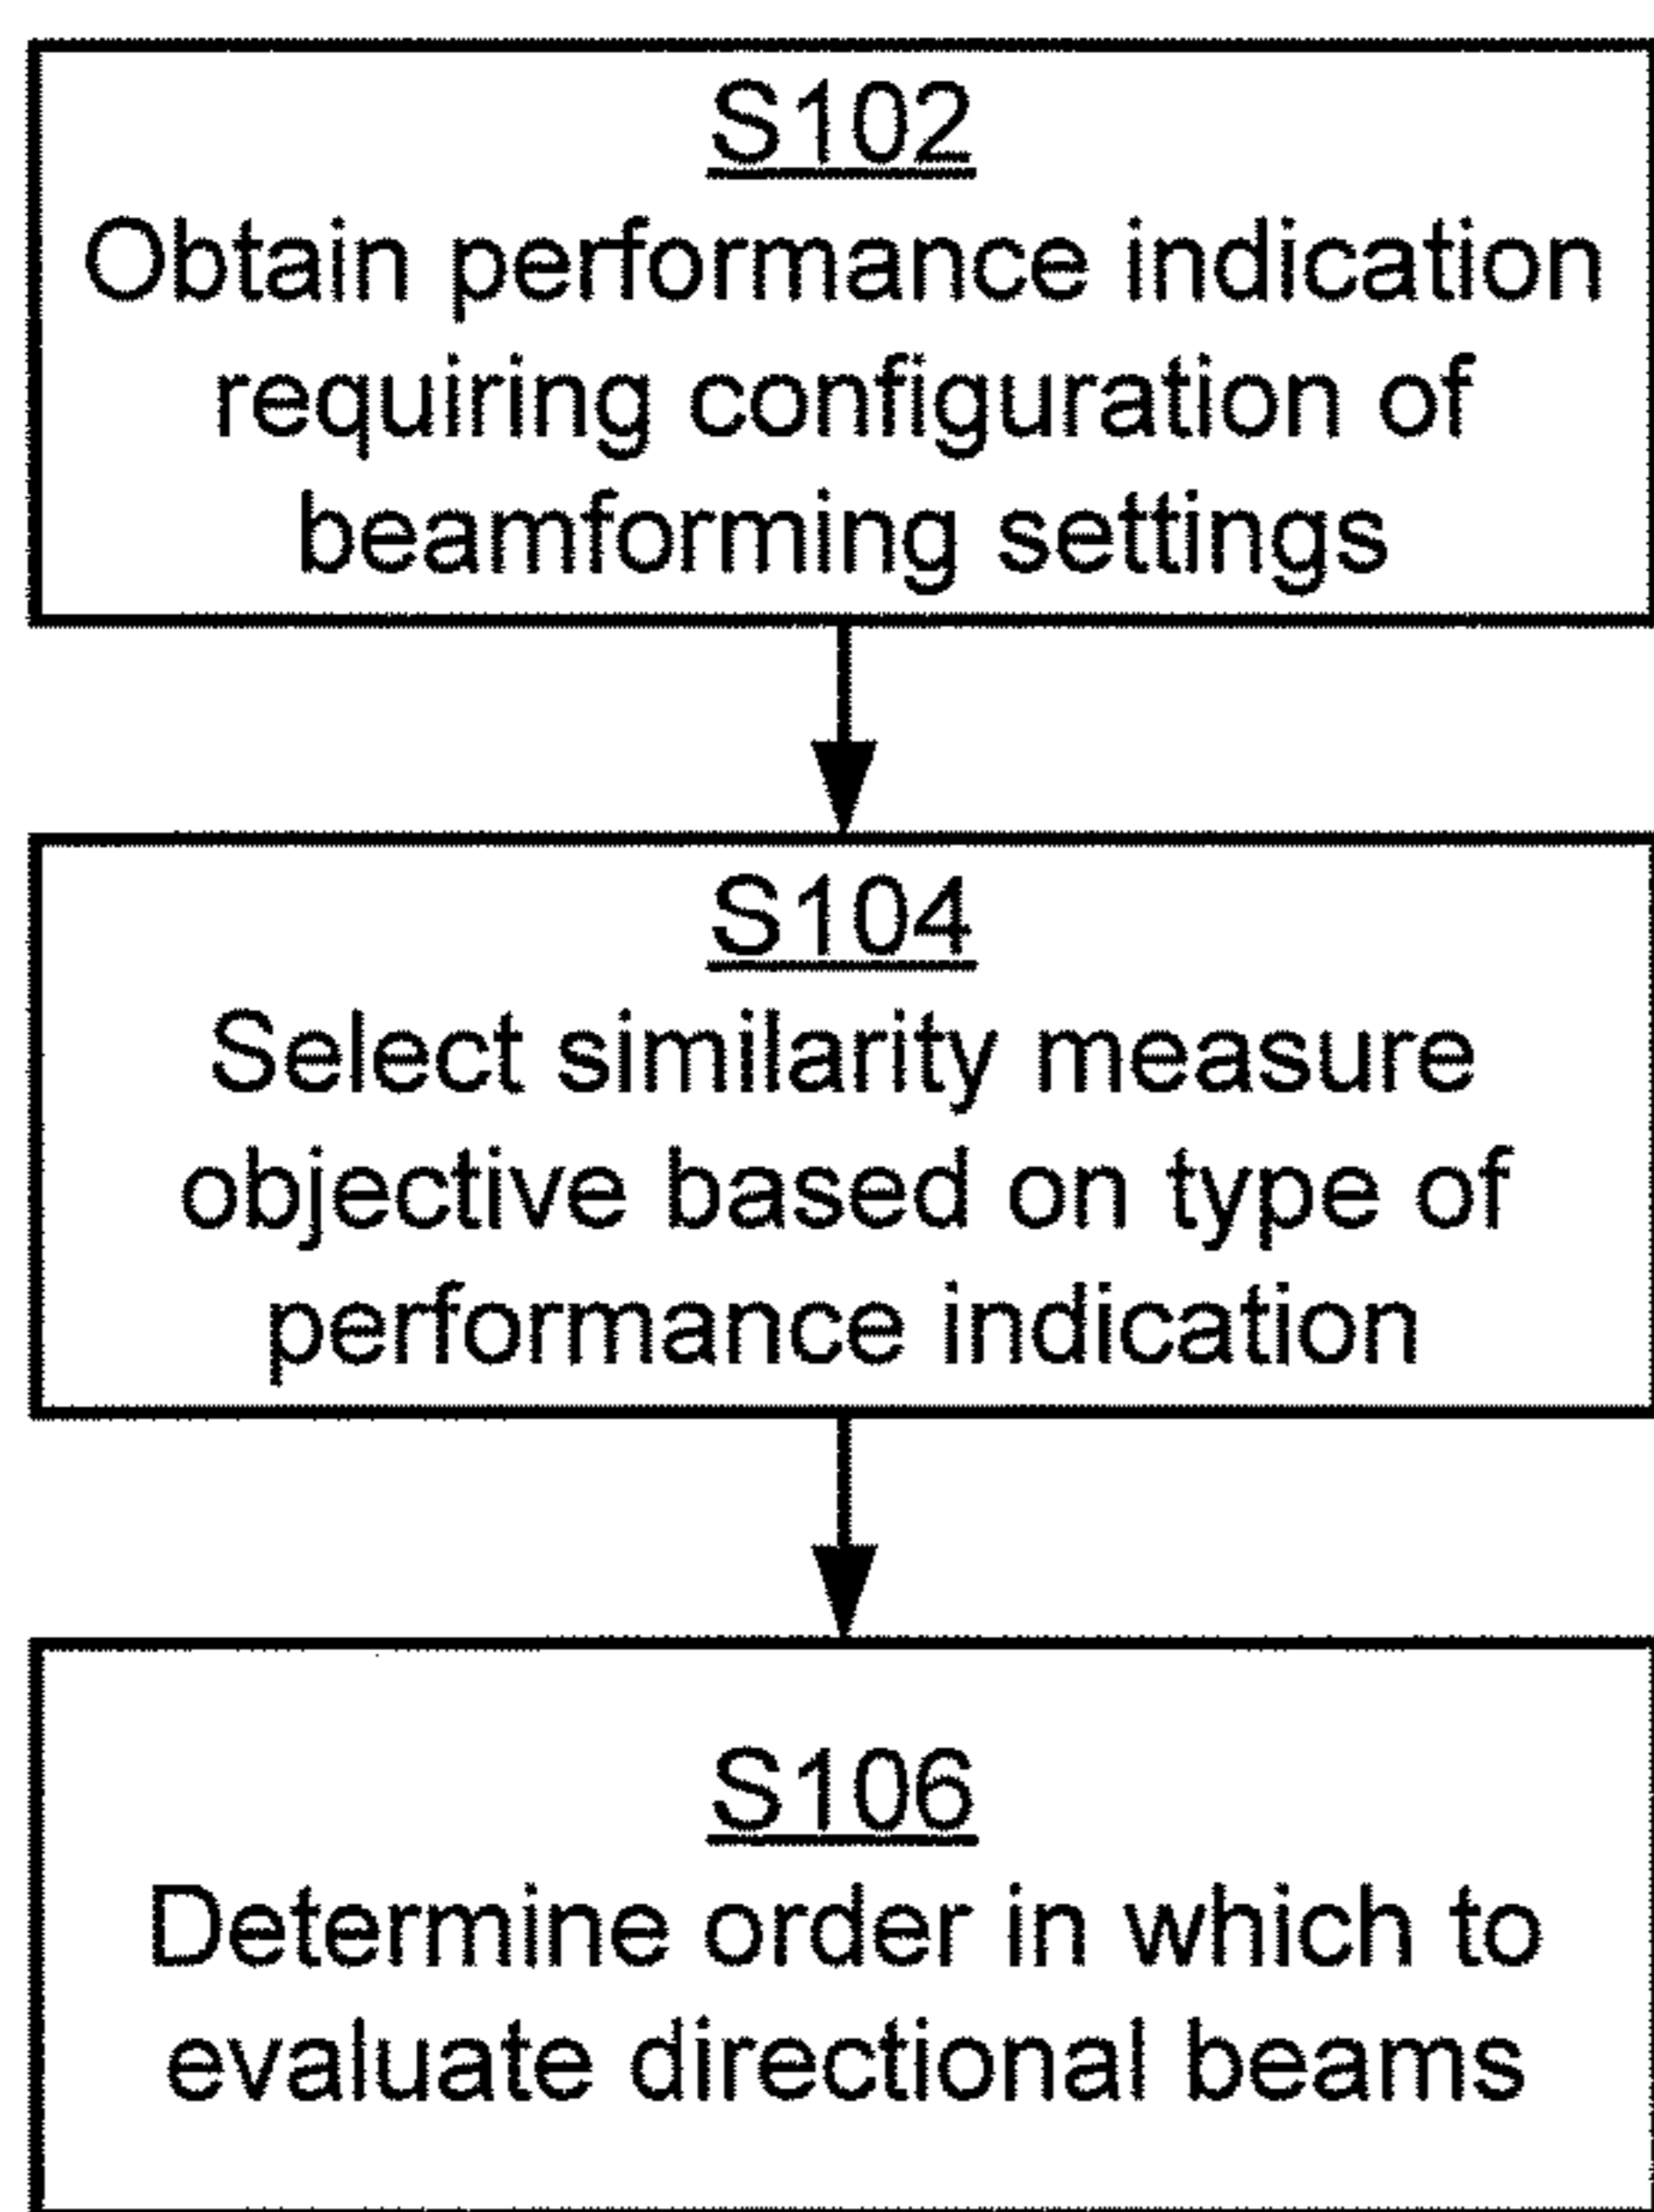 S102
Obtain performance indication
requiring configuration of
beamforming settings
S104
Select similarity measure
objective based on type of
performance indication
S106
Determine order in which to
evaluate directional beams